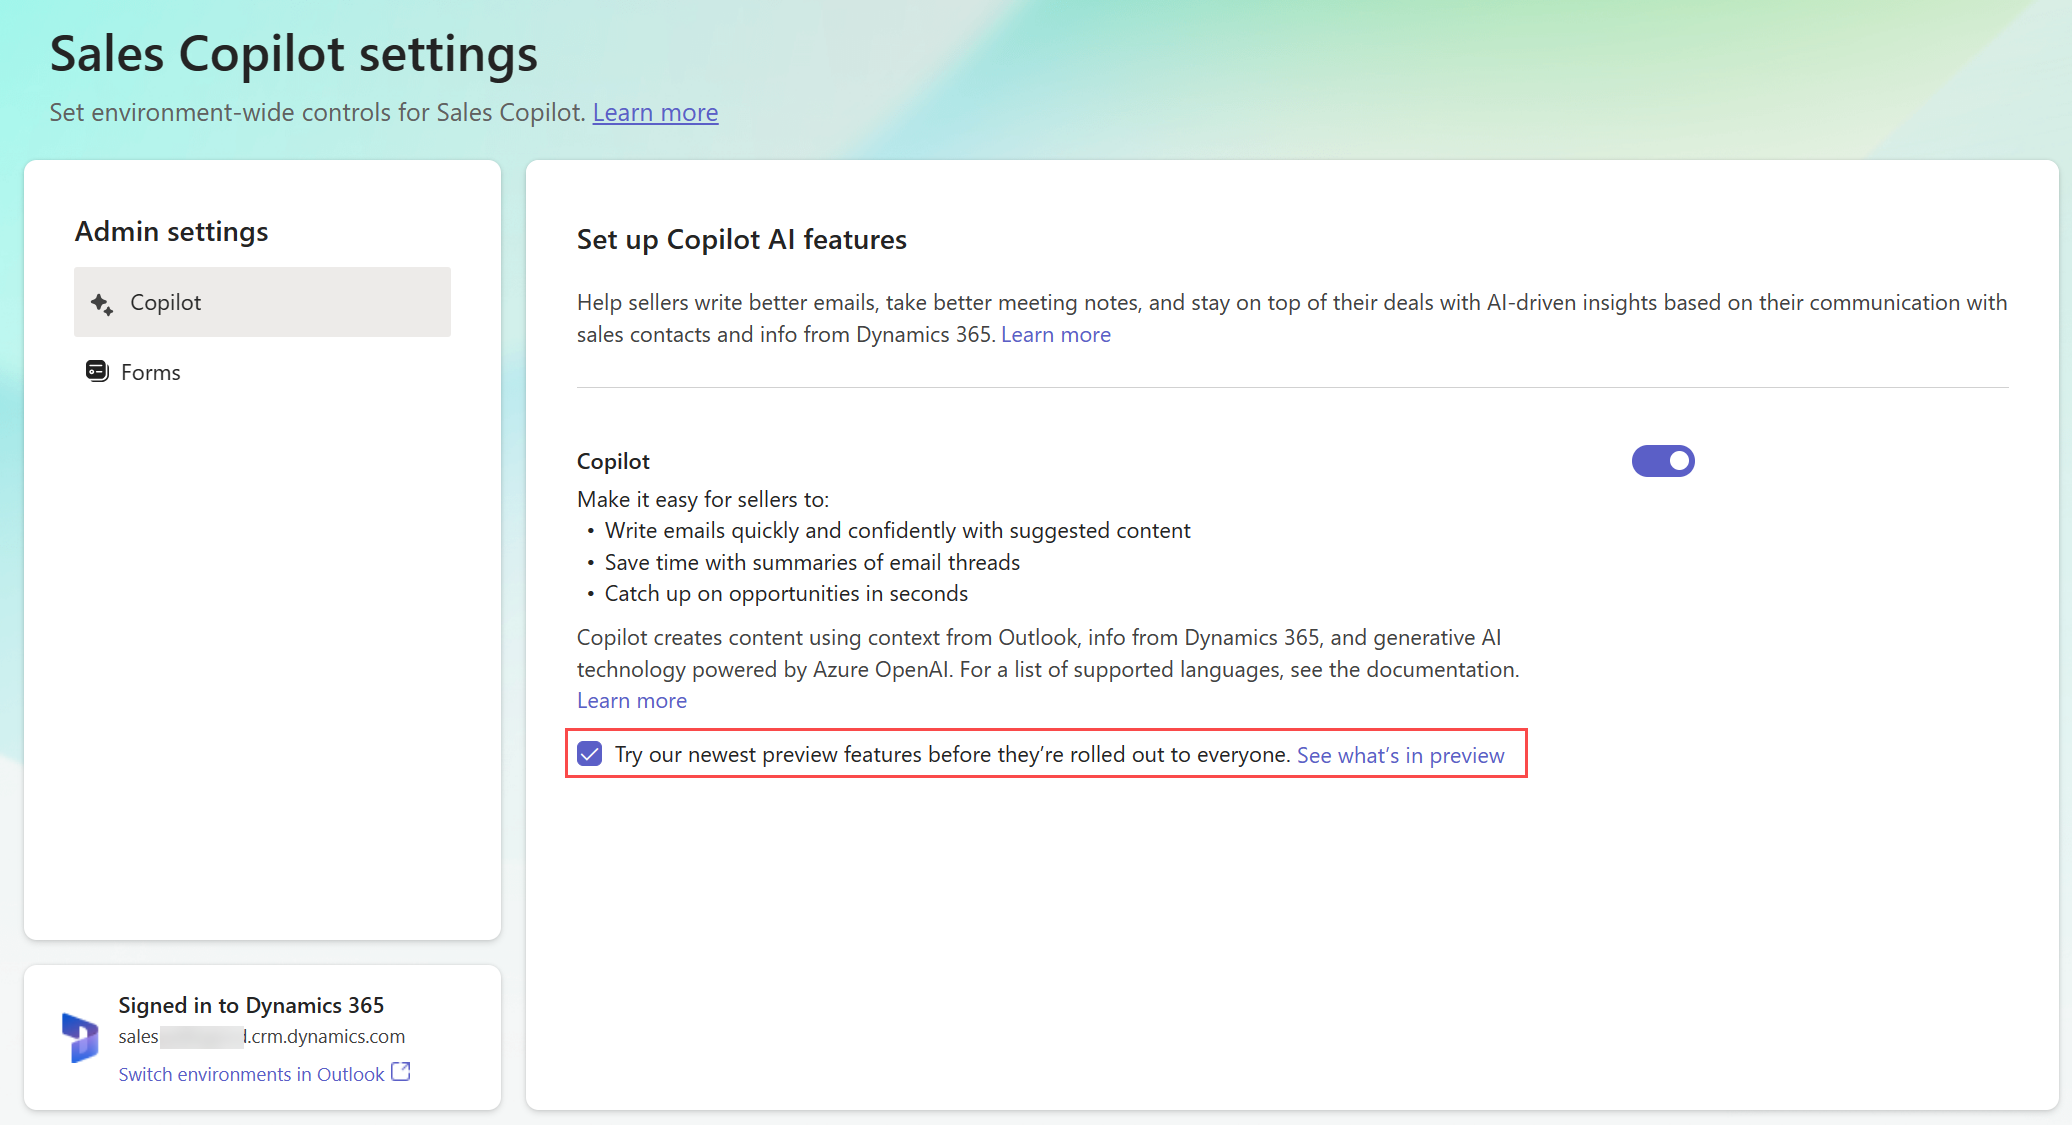 Sales Copilot settings
Set environment-wide controls for Sales Copilot. Learn more
Admin settings
Copilot
Forms
Set up Copilot AI features
Help sellers write better emails, take better meeting notes, and stay on top of their deals with AI-driven insights based on their communication with
sales contacts and info from Dynamics 365. Learn more
Copilot
Make it easy for sellers to:
• Write emails quickly and confidently with suggested content
• Save time with summaries of email threads
• Catch up on opportunities in seconds
Copilot creates content using context from Outlook, info from Dynamics 365, and generative AI
technology powered by Azure OpenAI. For a list of supported languages, see the documentation.
Learn more
Try our newest preview features before they’re rolled out to everyone. See what’s in preview
Signed in to Dynamics 365
sales .crm.dynamics.com
Switch environments in Outlook